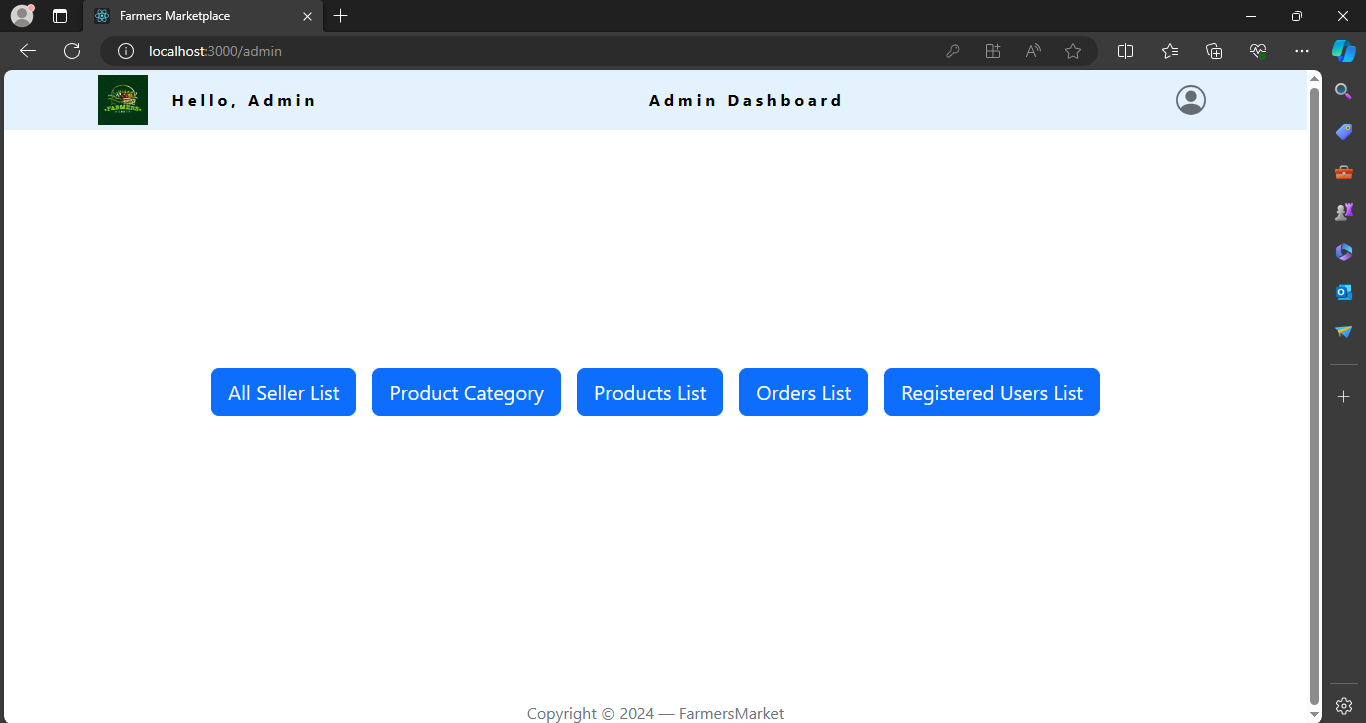 Farmers Marketplace
localhost:3000/admin
FARMERS
Hello, Admin
Admin Dashboard
All Seller List
Product Category
Products List
Orders List
Registered Users List
Copyright © 2024 — FarmersMarket